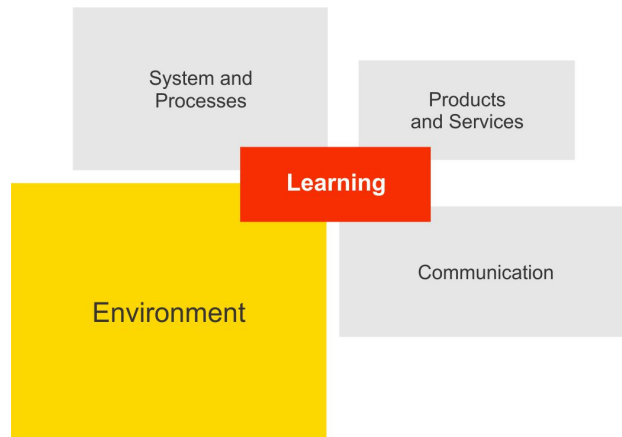 System and
Processes
Products
and Services
Learning
Communication
Environment